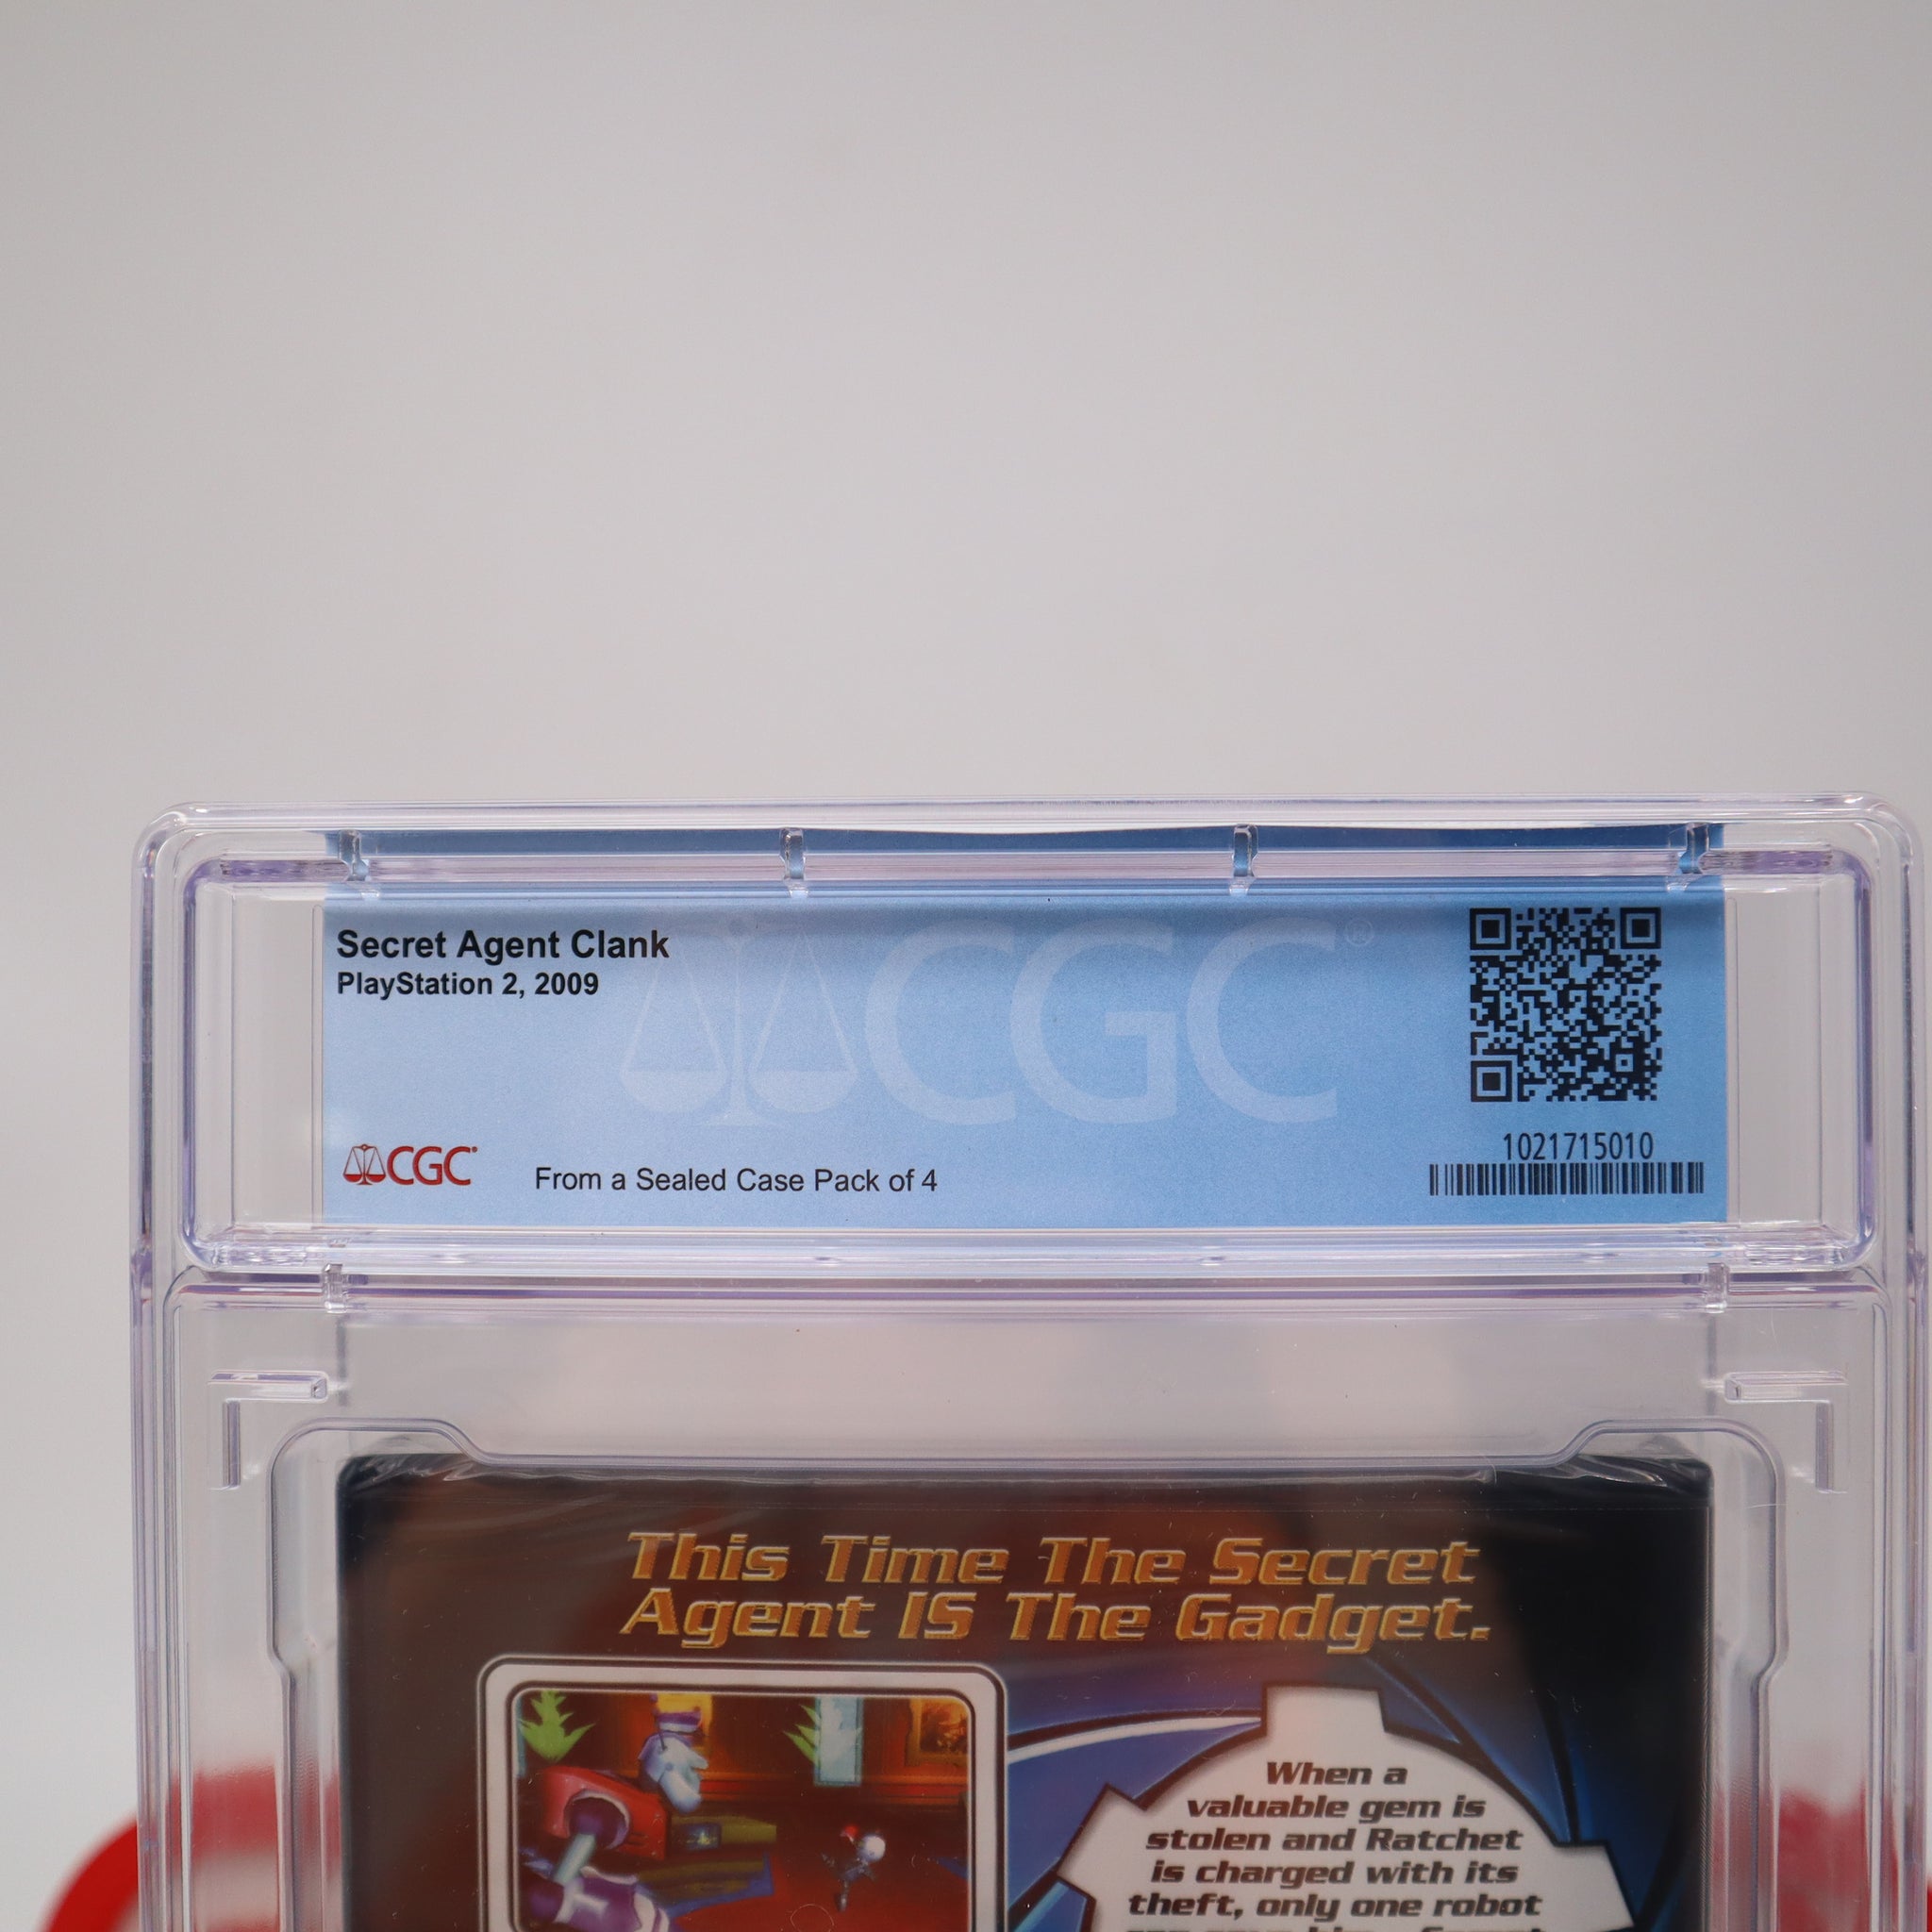 Secret Agent Clank
PlayStation 2, 2009
CGC®
1021715010
CGC
From a Sealed Case Pack of 4
This Time The Secret
Agent IS The Gadget.
When a
valuable gem is
stolen and Ratchet
is charged with its
theft, only one robot